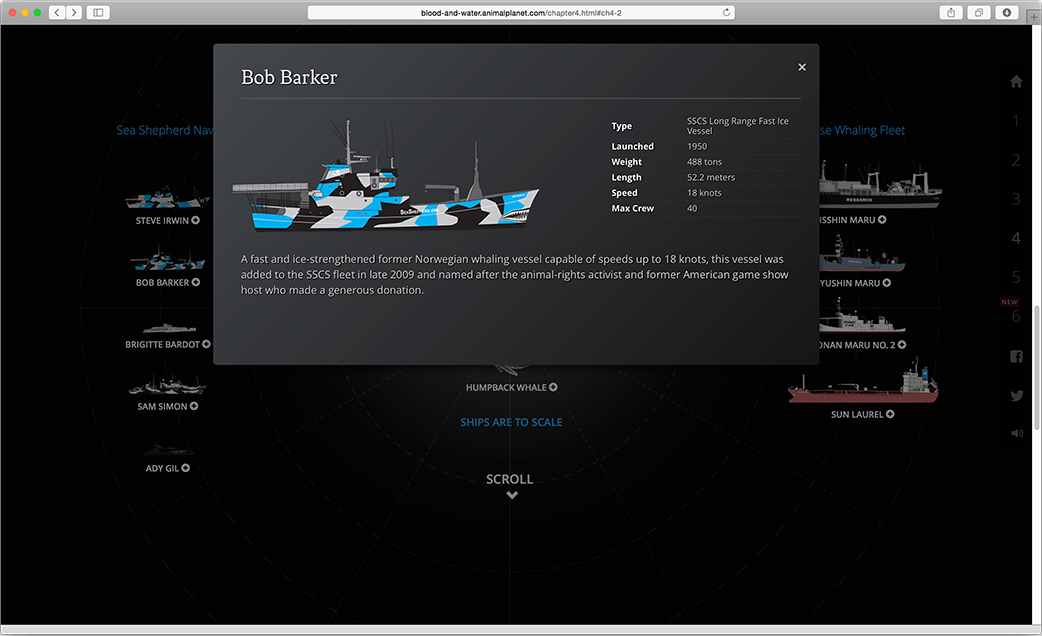 blood-and-water.animalplanet.com/chapter4.html#ch4-2
Bob Barker
Type SSCS Long Range Fast Ice
Vessel
Launched 1950
Weight 488 tons
Length 52.2 meters
Speed 18 knots
Max Crew 40
SEASHEPHERD.ORG
A fast and ice-strengthened former Norwegian whaling vessel capable of speeds up to 18 knots, this vessel was
added to the SSCS fleet in late 2009 and named after the animal-rights activist and former American game show
host who made a generous donation.
Sea Shepherd Nav
STEVE IRWIN
BOB BARKER
BRIGITTE BARDOT
SAM SIMON
ADY GIL
HUMPBACK WHALE
SHIPS ARE TO SCALE
SCROLL
se Whaling Fleet
RESEARCH
ISSHIN MARU
YUSHIN MARU
ONAN MARU NO. 2
SUN LAUREL
1
2
3
4
5
NEW
6